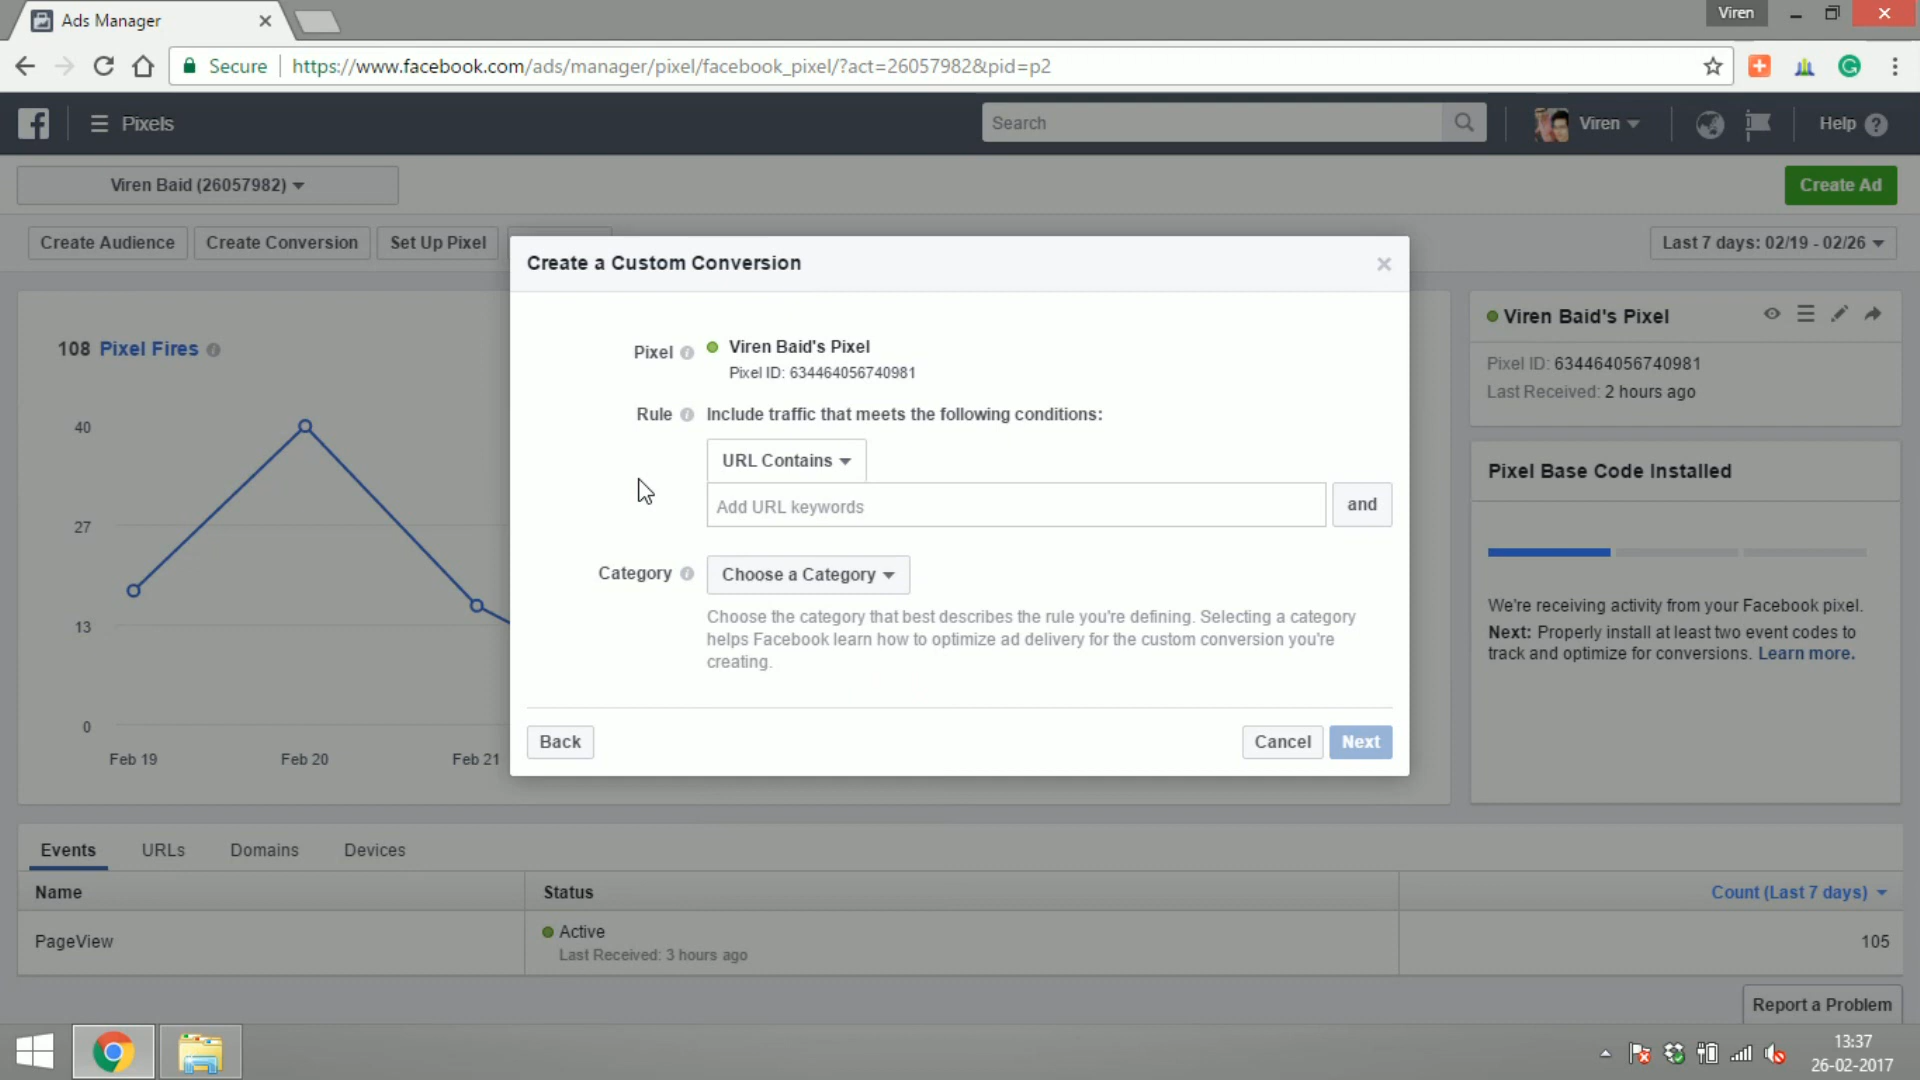 Ads Manager
Viren
Secure
https://www.facebook.com/ads/manager/pixel/facebook_pixel/?act=26057982&pid=p2
Pixels
Search
Viren
Help
Viren Baid (26057982)
Create Ad
Create Audience
Create Conversion
Set Up Pixel
Last 7 days: 02/19 - 02/26
Create a Custom Conversion
108 Pixel Fires
40
27
13
0
Feb 19
Feb 20
Feb 21
Pixel
Viren Baid's Pixel
Pixel ID: 634464056740981
Rule
Include traffic that meets the following conditions:
URL Contains
Add URL keywords
and
Category
Choose a Category
Choose the category that best describes the rule you're defining. Selecting a category
helps Facebook learn how to optimize ad delivery for the custom conversion you're
creating.
Back
Cancel
Next
Viren Baid's Pixel
Pixel ID: 634464056740981
Last Received: 2 hours ago
Pixel Base Code Installed
We're receiving activity from your Facebook pixel.
Next: Properly install at least two event codes to
track and optimize for conversions. Learn more.
Events
URLs
Domains
Devices
Name
Status
Count (Last 7 days)
PageView
Active
Last Received: 3 hours ago
105
Report a Problem
13:37
26-02-2017